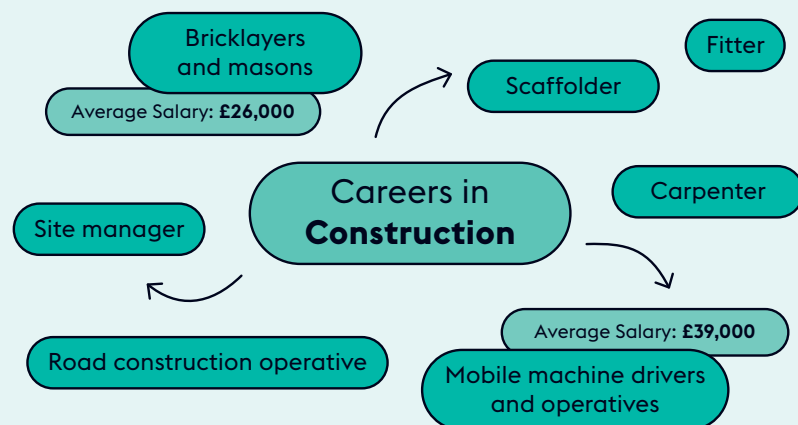 Bricklayers
and masons
Average Salary: £26,000
Scaffolder
Fitter
Careers in
Construction
Carpenter
Site manager
Road construction operative
Average Salary: £39,000
Mobile machine drivers
and operatives